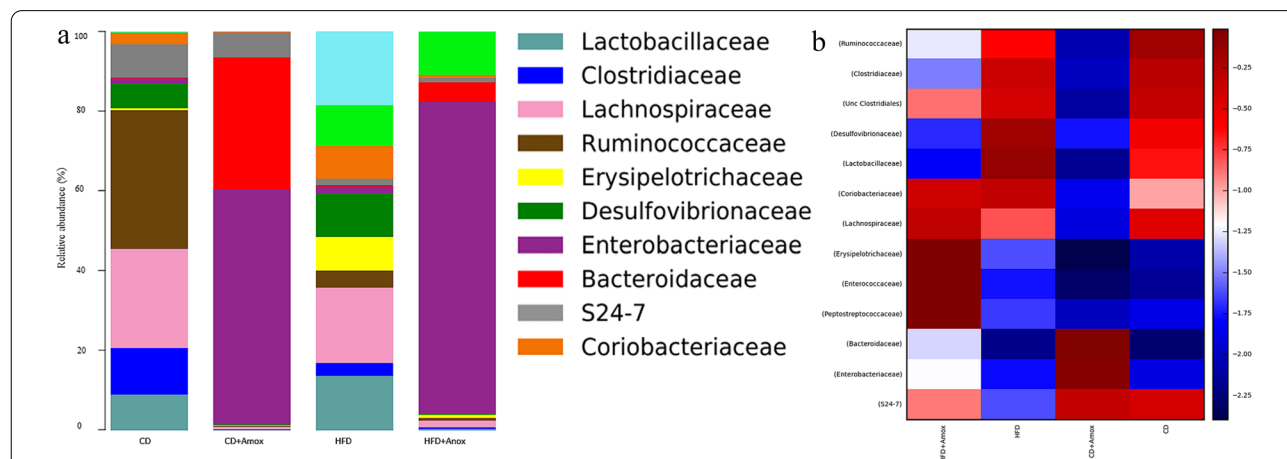 a
Relative abundance (%)
100
80
60
40
20
0
CD
CD+Amox
HFD
HFD+Anox
Lactobacillaceae
Clostridiaceae
Lachnospiraceae
Ruminococcaceae
Erysipelotrichaceae
Desulfovibrionaceae
Enterobacteriaceae
Bacteroidaceae
S24-7
Coriobacteriaceae
b
(Ruminococcaceae)
(Clostridiaceae)
(Unc Clostridiales)
(Desulfovibrionaceae)
(Lactobacillaceae)
(Coriobacteriaceae)
(Lachnospiraceae)
(Erysipelotrichaceae)
(Enterococcaceae)
(Peptostreptococcaceae)
(Bacteroidaceae)
(Enterobacteriaceae)
(S24-7)
HFD+Amox
HFD
CD+Amox
CD
−0.25
−0.50
−0.75
−1.00
−1.25
−1.50
−1.75
−2.00
−2.25